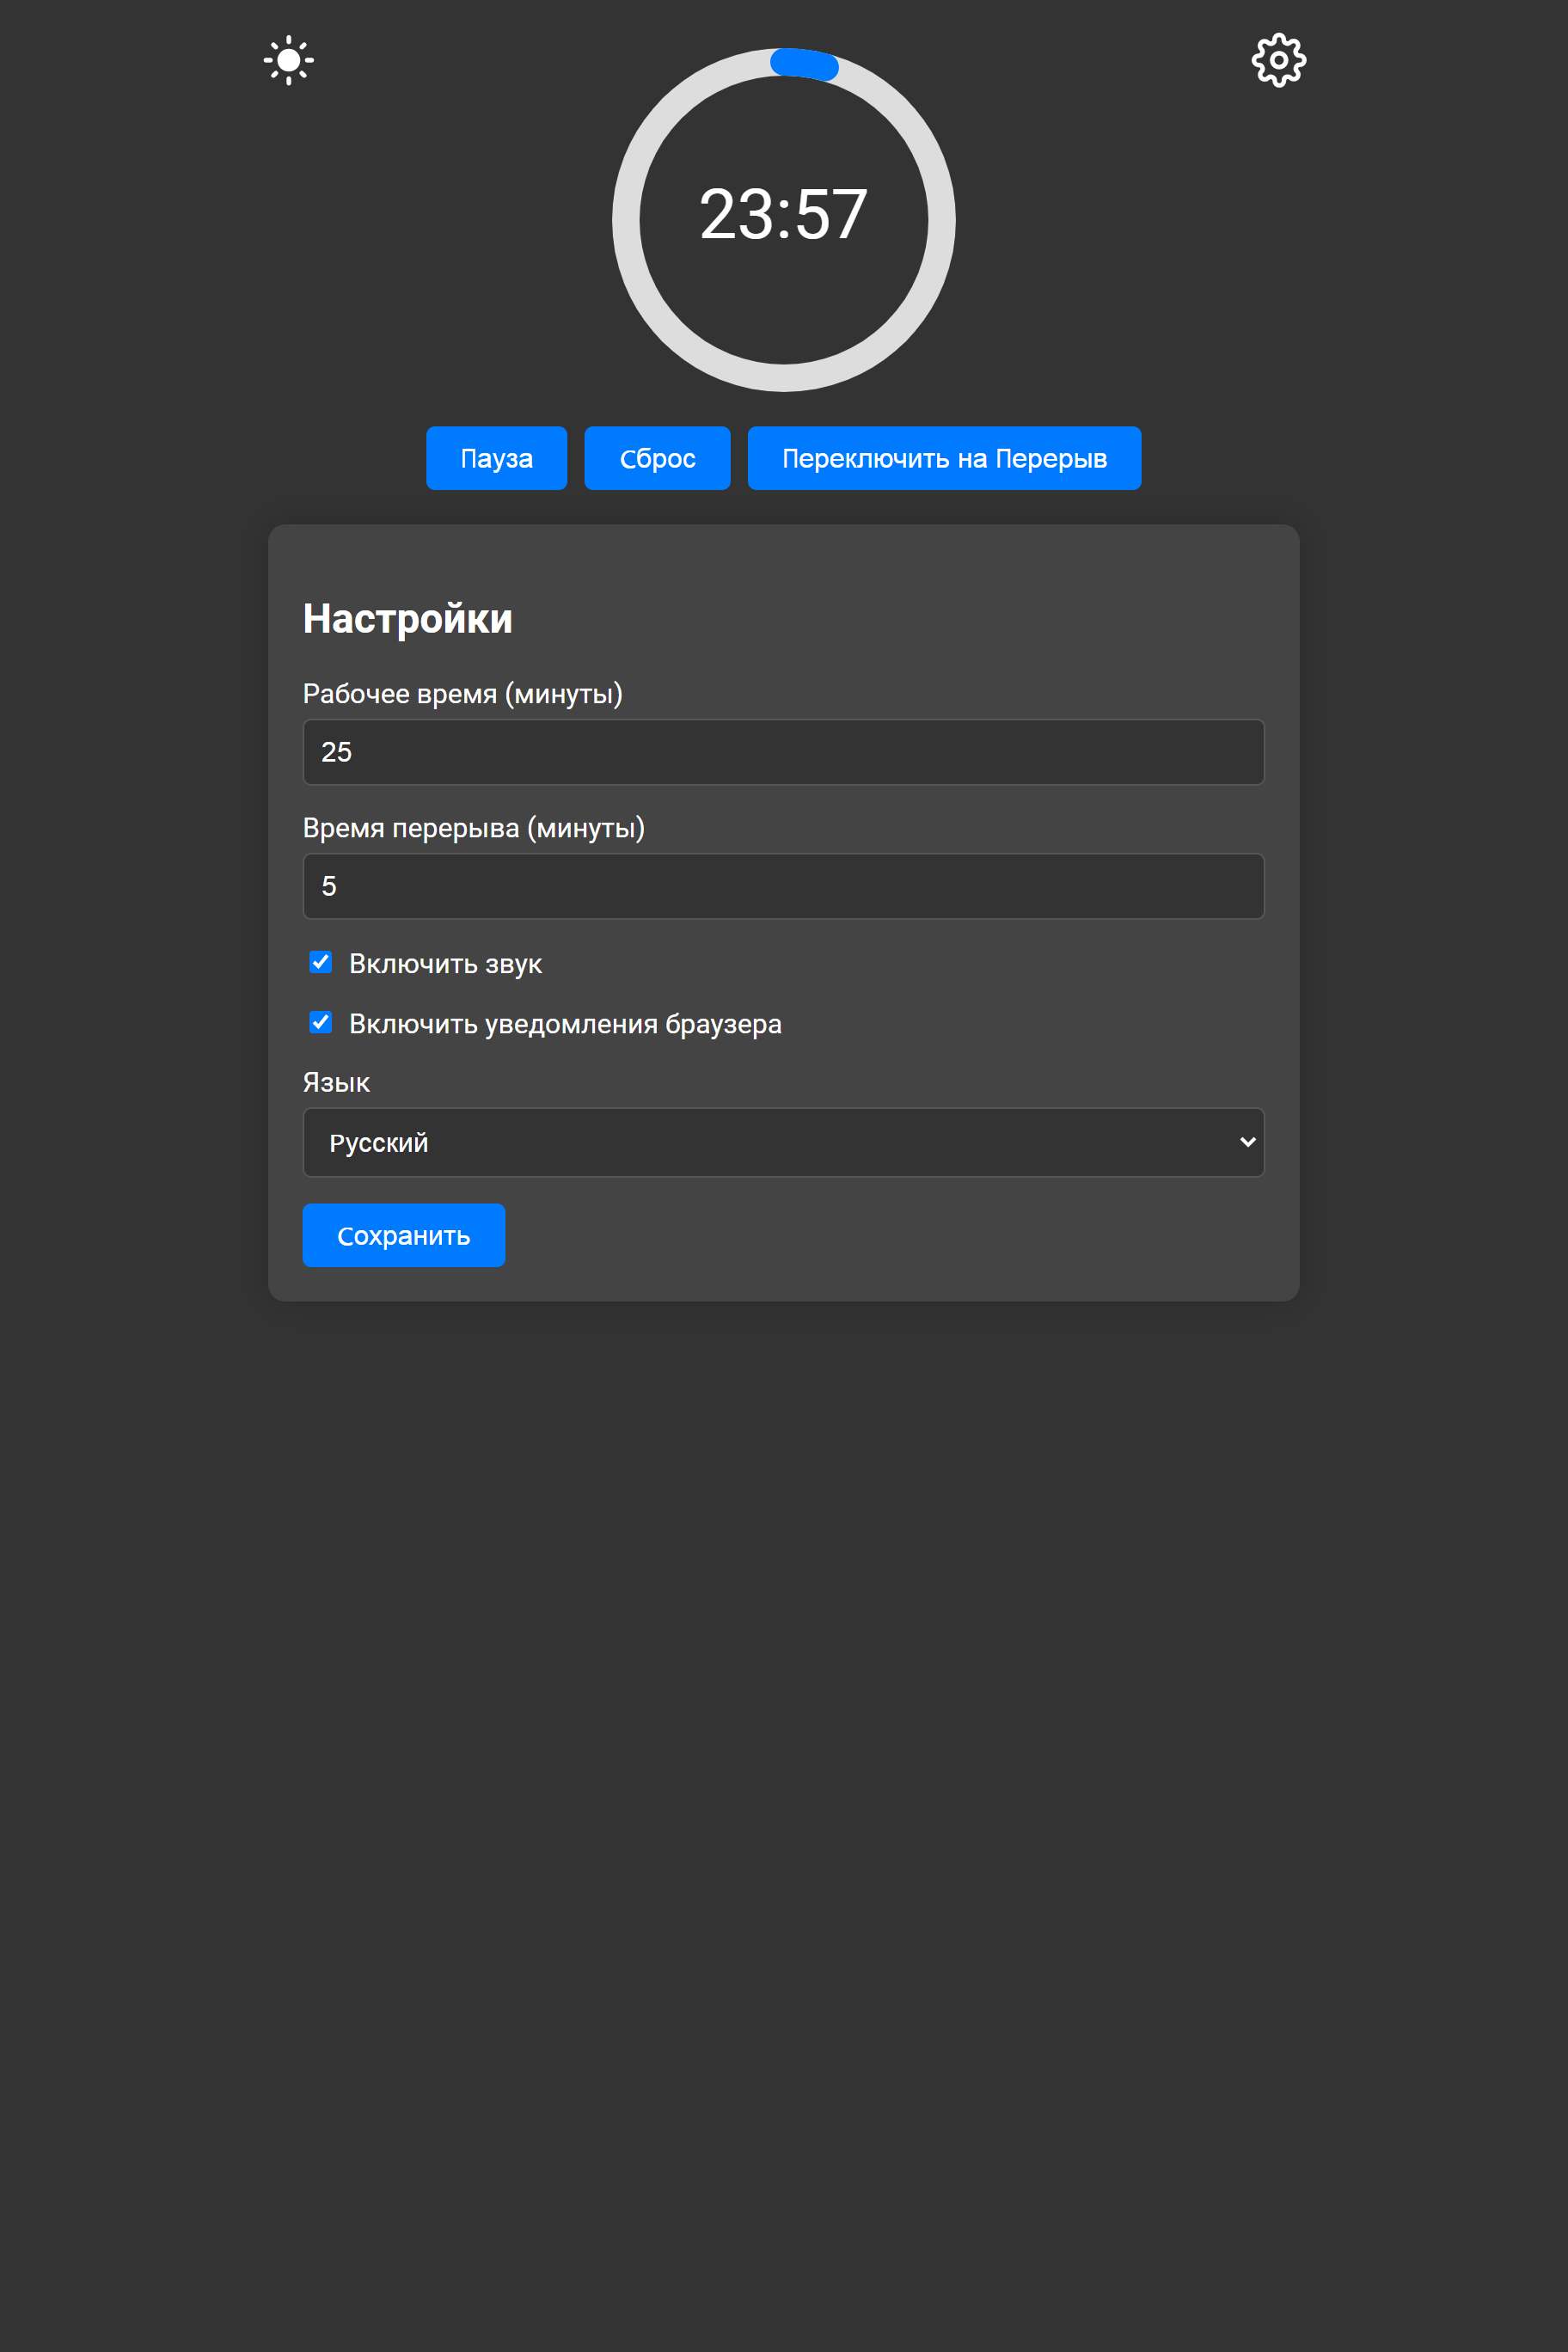 23:57
Пауза
Сброс
Переключить на Перерыв
Настройки
Рабочее время (минуты)
25
Время перерыва (минуты)
5
Включить звук
Включить уведомления браузера
Язык
Русский
Сохранить